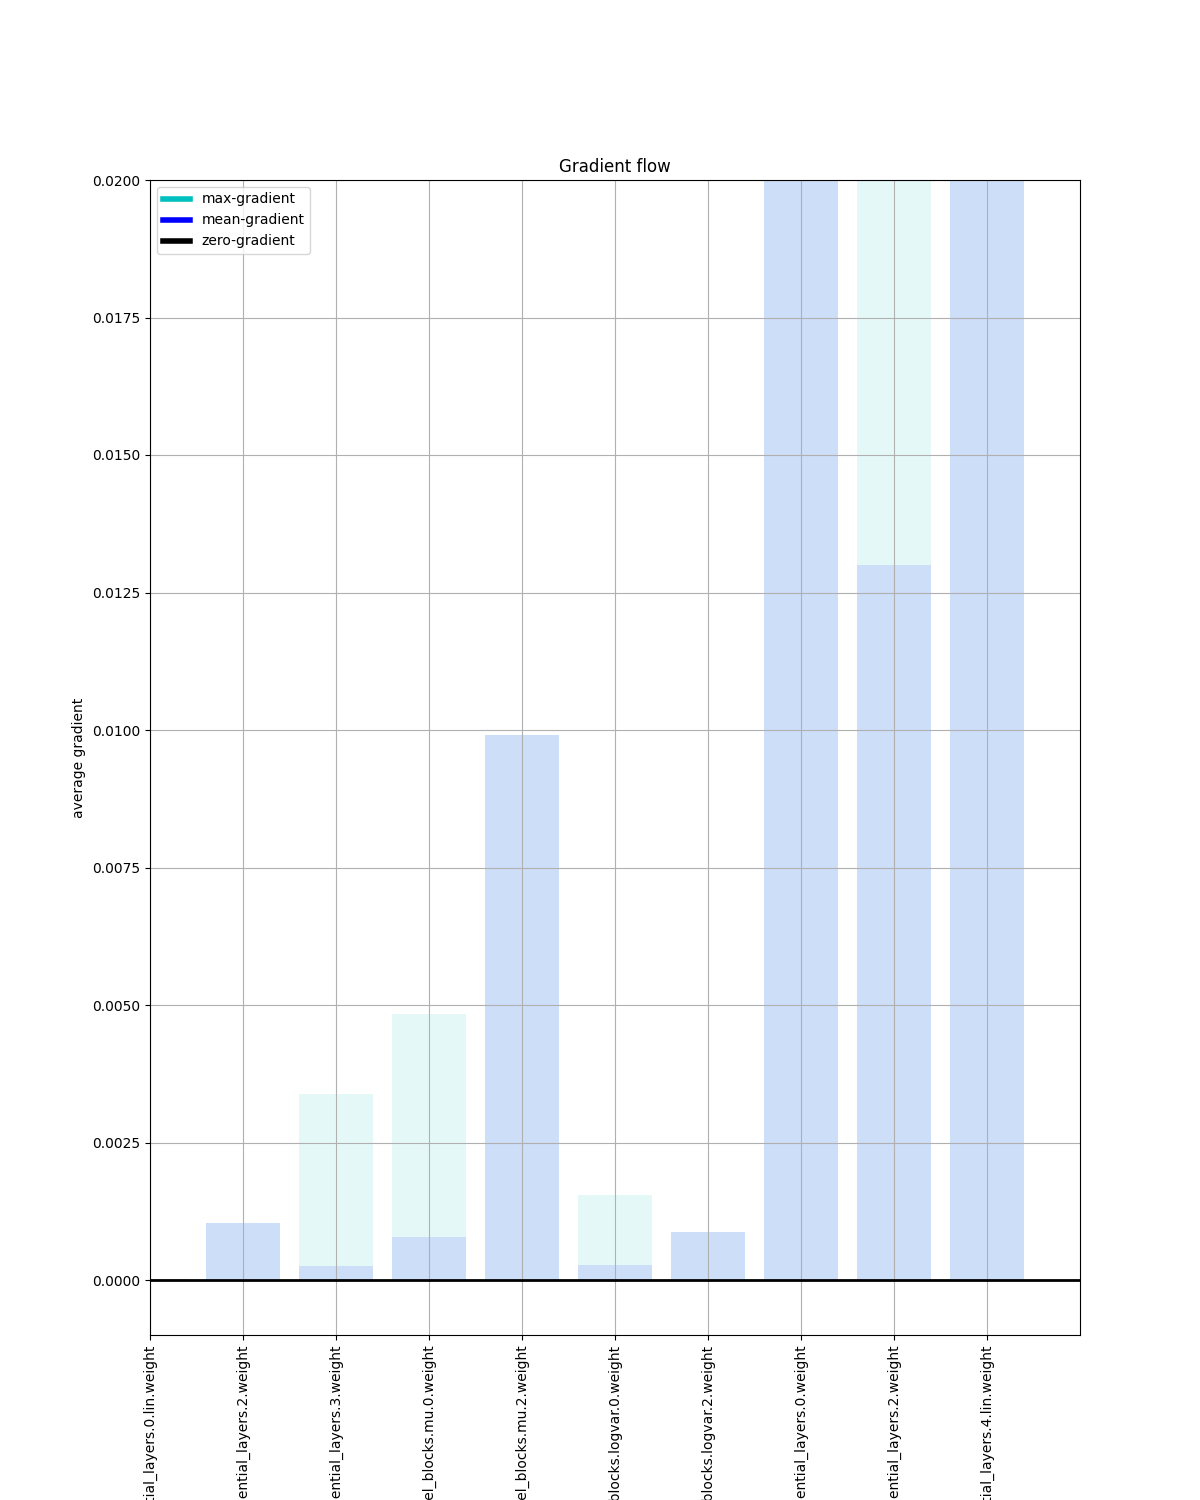 Gradient flow
max-gradient
mean-gradient
zero-gradient
average gradient
0.0200
0.0175
0.0150
0.0125
0.0100
0.0075
0.0050
0.0025
0.0000
tial_layers.0.lin.weight
ential_layers.2.weight
ential_layers.3.weight
el_blocks.mu.0.weight
el_blocks.mu.2.weight
blocks.logvar.0.weight
blocks.logvar.2.weight
ential_layers.0.weight
ential_layers.2.weight
tial_layers.4.lin.weight